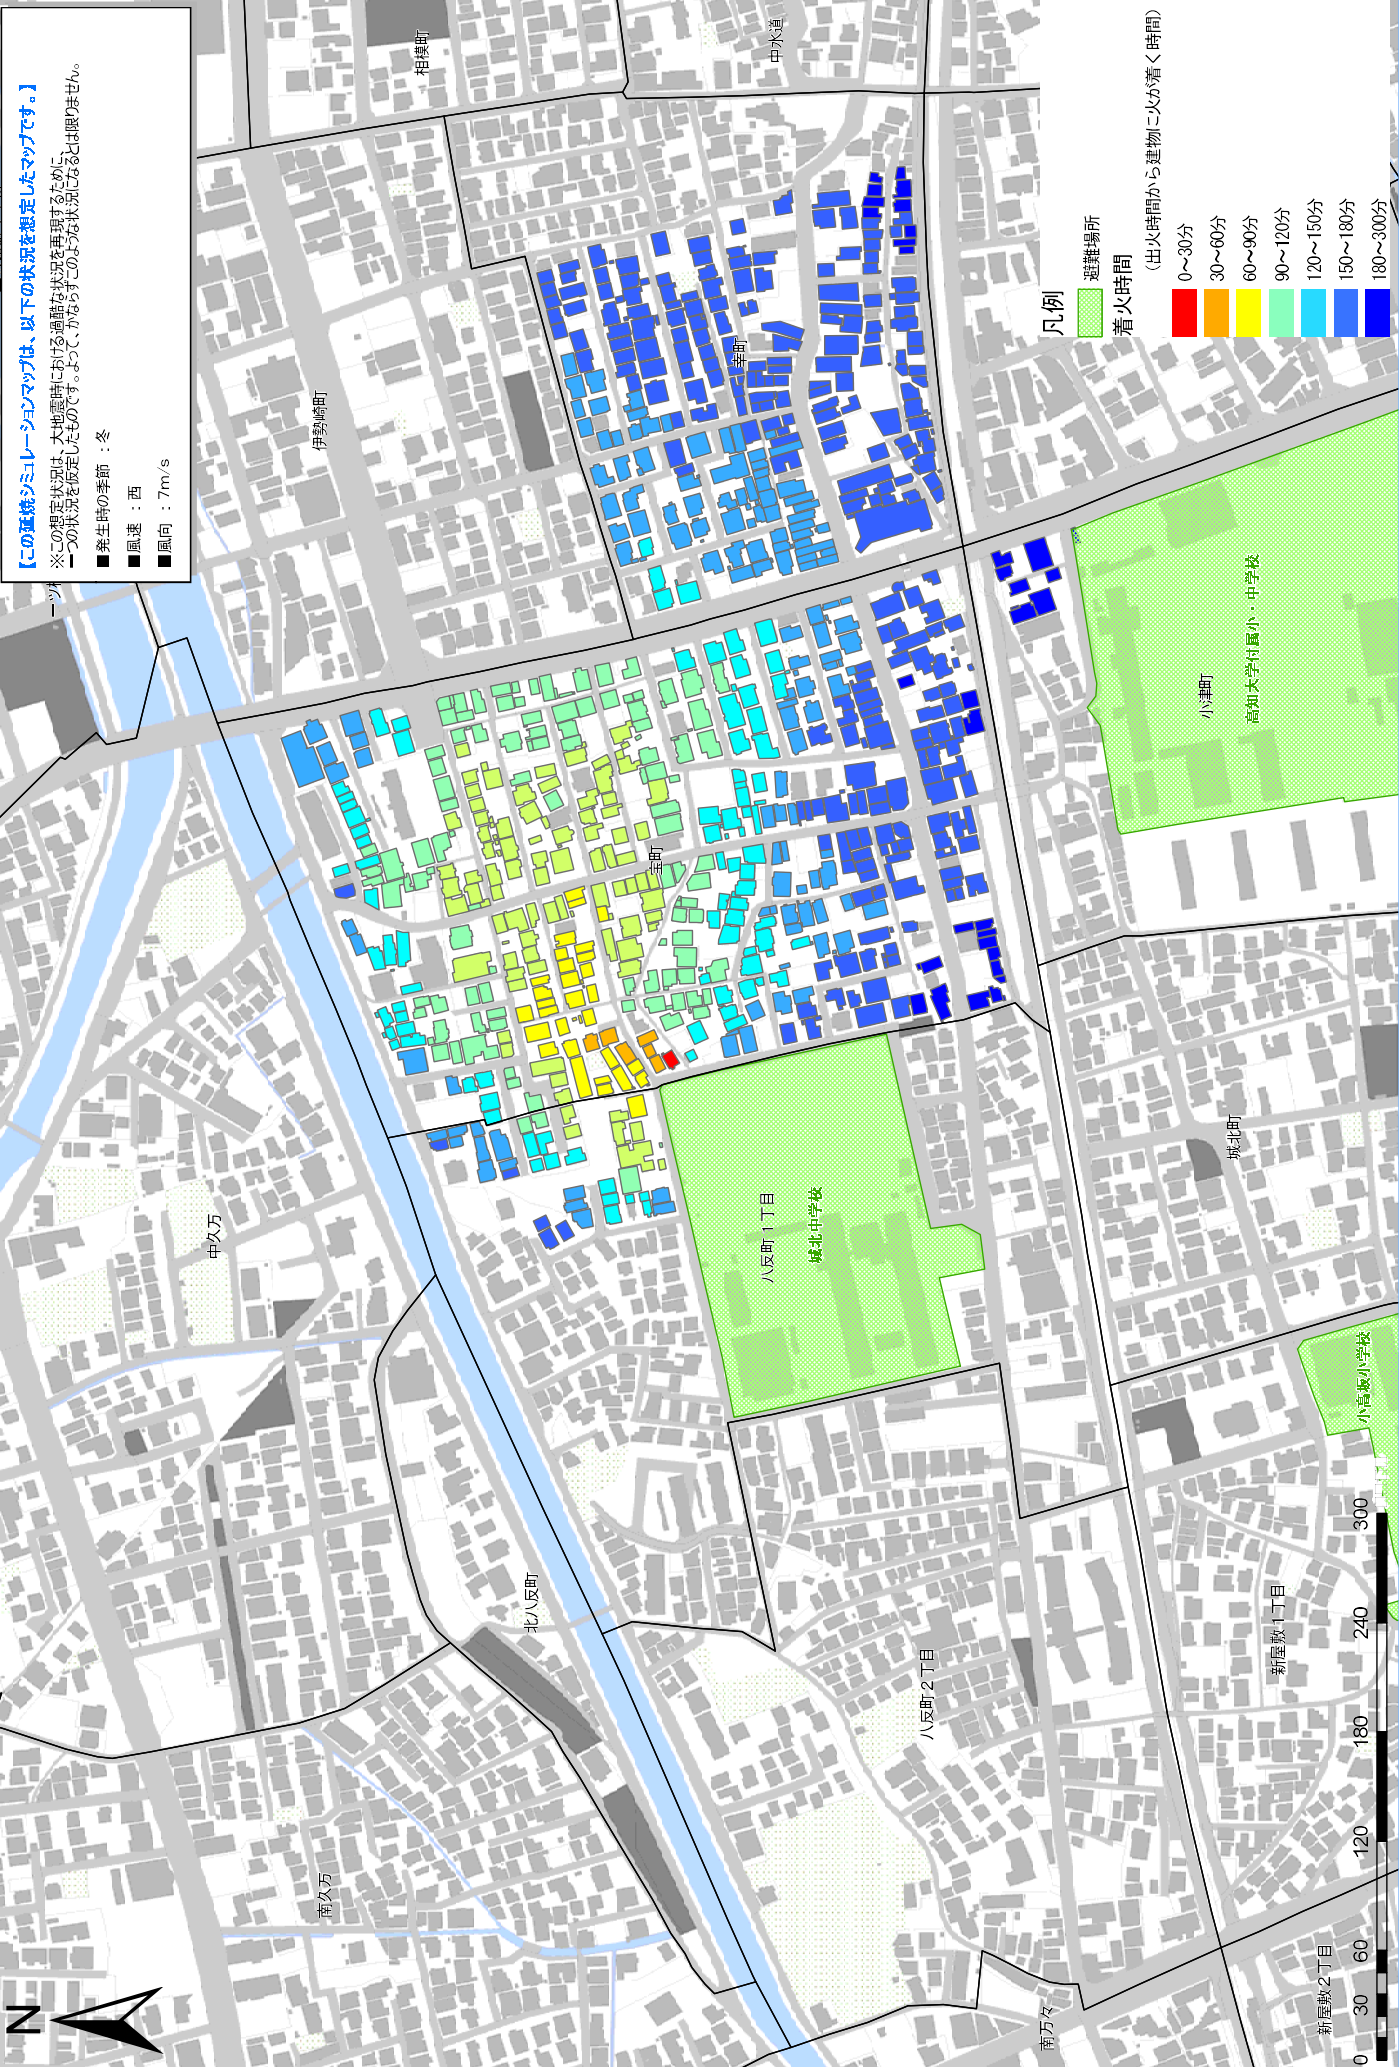 【この延焼シミュレーションマップは、以下の状況を想定したマップです。】
※この想定状況は、大地震時における過酷な状況を再現するために、
一つの状況を仮定したものです。よって、かならずこのような状況になるとは限りません。
■発生時の季節 : 冬
■風速 : 西
■風向 : 7m/s
N
相模町
中水道
伊勢崎町
幸町
宝町
小津町
高知大学付属小・中学校
中久万
八反町1丁目
城北中学校
城北町
小高坂小学校
北八反町
八反町2丁目
新屋敷1丁目
南久万
南万々
新屋敷2丁目
凡例
避難場所
着火時間
(出火時間から建物に火が着く時間)
0~30分
30~60分
60~90分
90~120分
120~150分
150~180分
180~300分
0 30 60 120 180 240 300